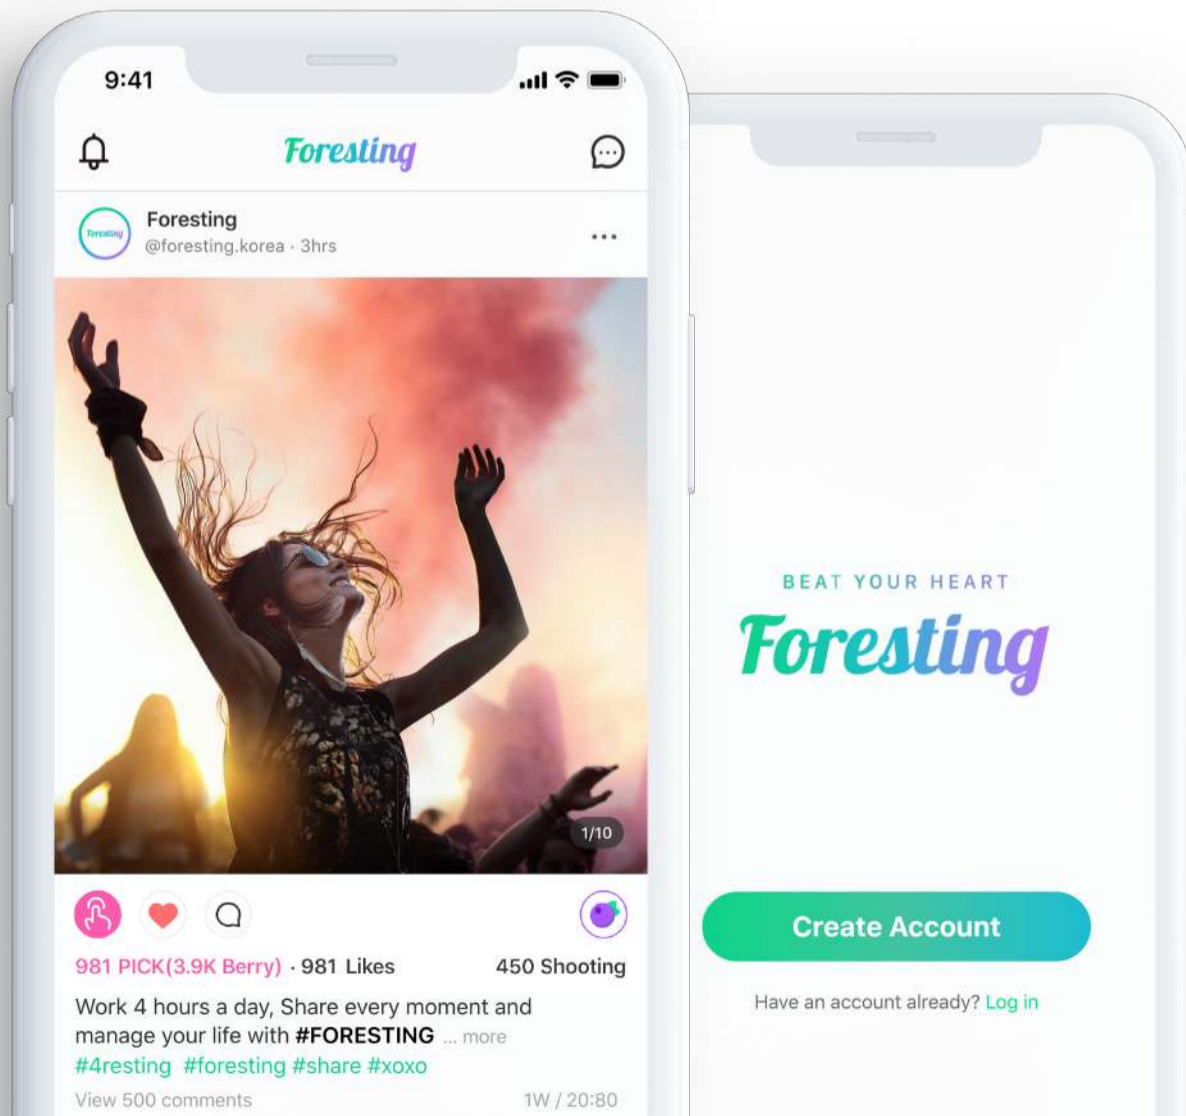 9:41
Foresting
Foresting
Foresting
@foresting.korea · 3hrs
1/10
981 PICK(3.9K Berry) · 981 Likes
450 Shooting
Work 4 hours a day, Share every moment and
manage your life with #FORESTING ... more
#4resting #foresting #share #xoxo
View 500 comments
1W / 20:80
BEAT YOUR HEART
Foresting
Create Account
Have an account already? Log in